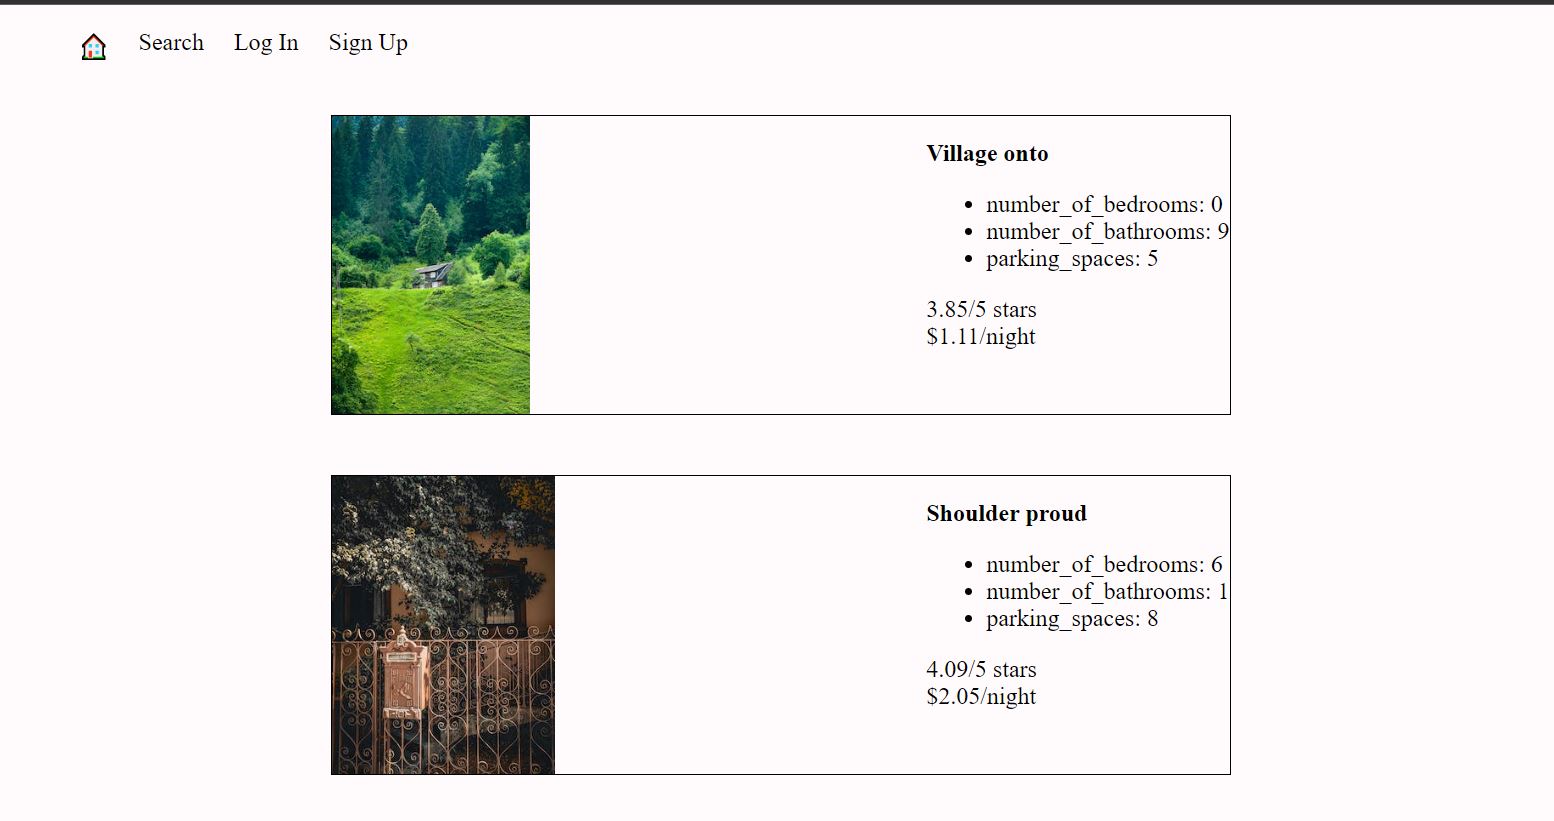 Search Log In Sign Up
Village onto
number_of_bedrooms: 0
number_of_bathrooms: 9
parking_spaces: 5
3.85/5 stars
$1.11/night
Shoulder proud
number_of_bedrooms: 6
number_of_bathrooms: 1
parking_spaces: 8
4.09/5 stars
$2.05/night